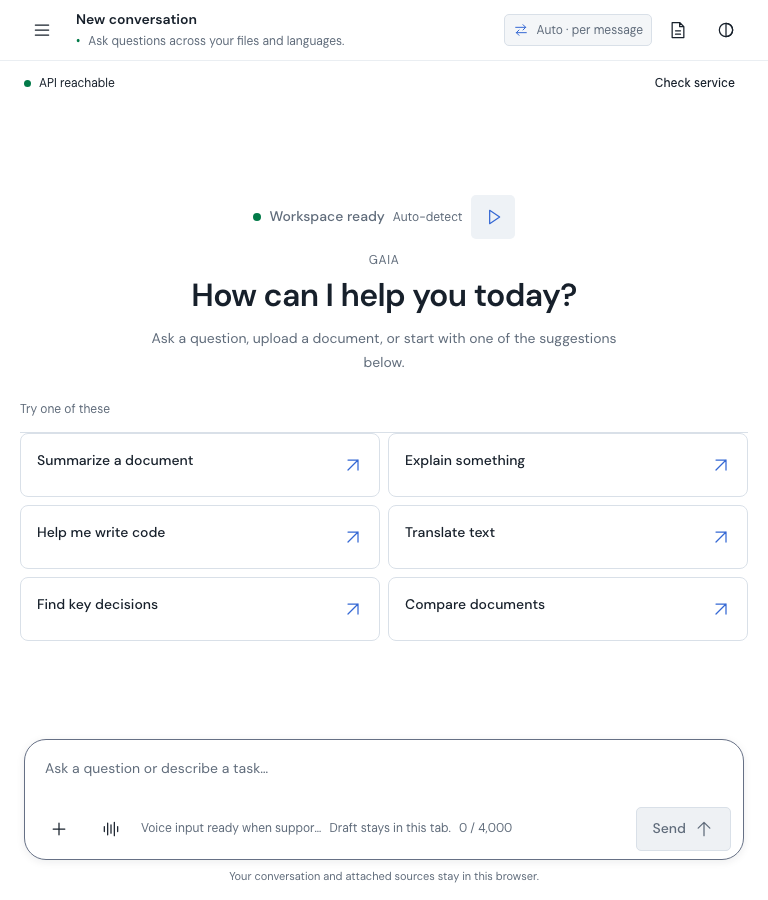 New conversation
• Ask questions across your files and languages.
Auto · per message
API reachable
Check service
Workspace ready Auto-detect
GAIA
How can I help you today?
Ask a question, upload a document, or start with one of the suggestions
below.
Try one of these
Summarize a document
Explain something
Help me write code
Translate text
Find key decisions
Compare documents
Ask a question or describe a task...
Voice input ready when suppor... Draft stays in this tab. 0 / 4,000
Send
Your conversation and attached sources stay in this browser.